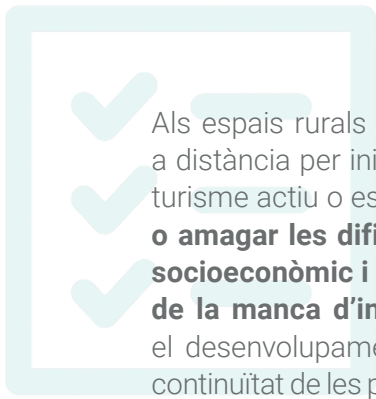 Als espais rurals
a distància per ini
turisme actiu o es
o amagar les difi
socioeconòmic i
de la manca d'in
el desenvolupame
continuïtat de les p